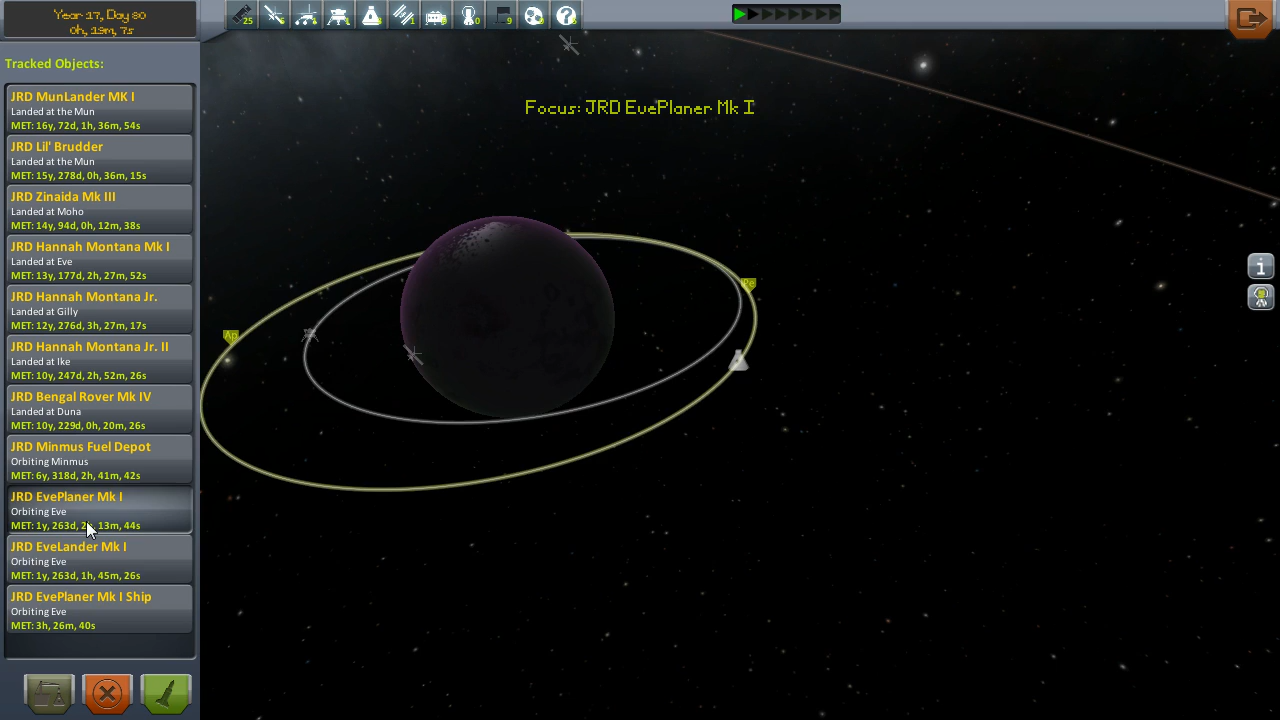 Year 17, Day 80
0h, 19m, 7s
25
0
9
?
Tracked Objects:
Focus: JRD EvePlaner Mk I
JRD MunLander MK I
Landed at the Mun
MET: 16y, 72d, 1h, 36m, 54s
JRD Lil' Brudder
Landed at the Mun
MET: 15y, 278d, 0h, 36m, 15s
JRD Zinaida Mk III
Landed at Moho
MET: 14y, 94d, 0h, 12m, 38s
JRD Hannah Montana Mk I
Landed at Eve
MET: 13y, 177d, 2h, 27m, 52s
JRD Hannah Montana Jr.
Landed at Gilly
MET: 12y, 276d, 3h, 27m, 17s
JRD Hannah Montana Jr. II
Landed at Ike
MET: 10y, 247d, 2h, 52m, 26s
JRD Bengal Rover Mk IV
Landed at Duna
MET: 10y, 229d, 0h, 20m, 26s
JRD Minmus Fuel Depot
Orbiting Minmus
MET: 6y, 318d, 2h, 41m, 42s
JRD EvePlaner Mk I
Orbiting Eve
MET: 1y, 263d, 13m, 44s
JRD EveLander Mk I
Orbiting Eve
MET: 1y, 263d, 1h, 45m, 26s
JRD EvePlaner Mk I Ship
Orbiting Eve
MET: 3h, 26m, 40s
Ap
Pe
i